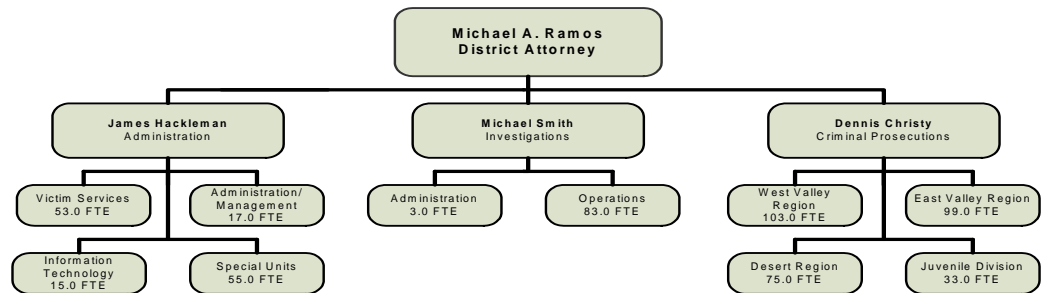 Michael A. Ramos
District Attorney
James Hackleman
Administration
Michael Smith
Investigations
Dennis Christy
Criminal Prosecutions
Victim Services
53.0 FTE
Administration/
Management
17.0 FTE
Administration
3.0 FTE
Operations
83.0 FTE
West Valley
Region
103.0 FTE
East Valley Region
99.0 FTE
Information
Technology
15.0 FTE
Special Units
55.0 FTE
Desert Region
75.0 FTE
Juvenile Division
33.0 FTE